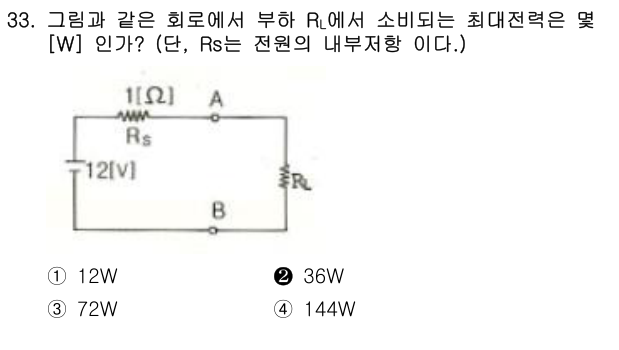 33. 그림과 같은 회로에서 부하 RL에서 소비되는 최대전력은 몇
[W] 인가? (단, Rs는 전원의 내부저항 이다.)
1[Ω] A
Rs
12[V]
RL
B
① 12W ❷ 36W
③ 72W ④ 144W